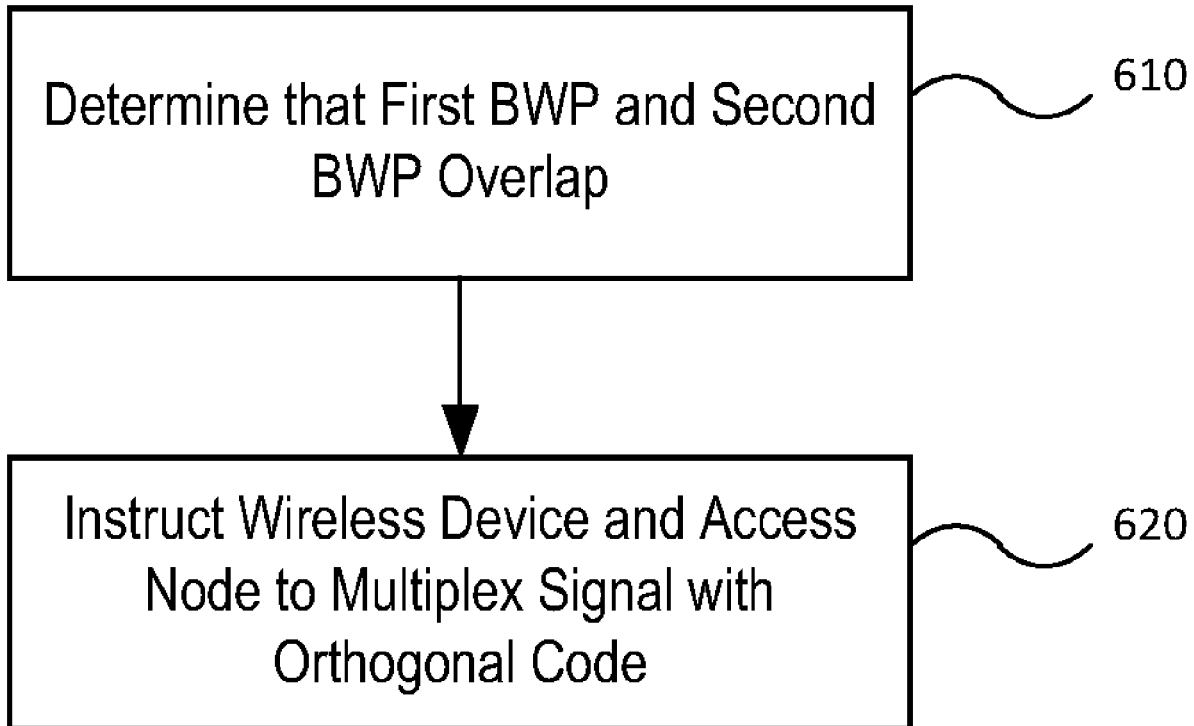 Determine that First BWP and Second
BWP Overlap
610
Instruct Wireless Device and Access
Node to Multiplex Signal with
Orthogonal Code
620